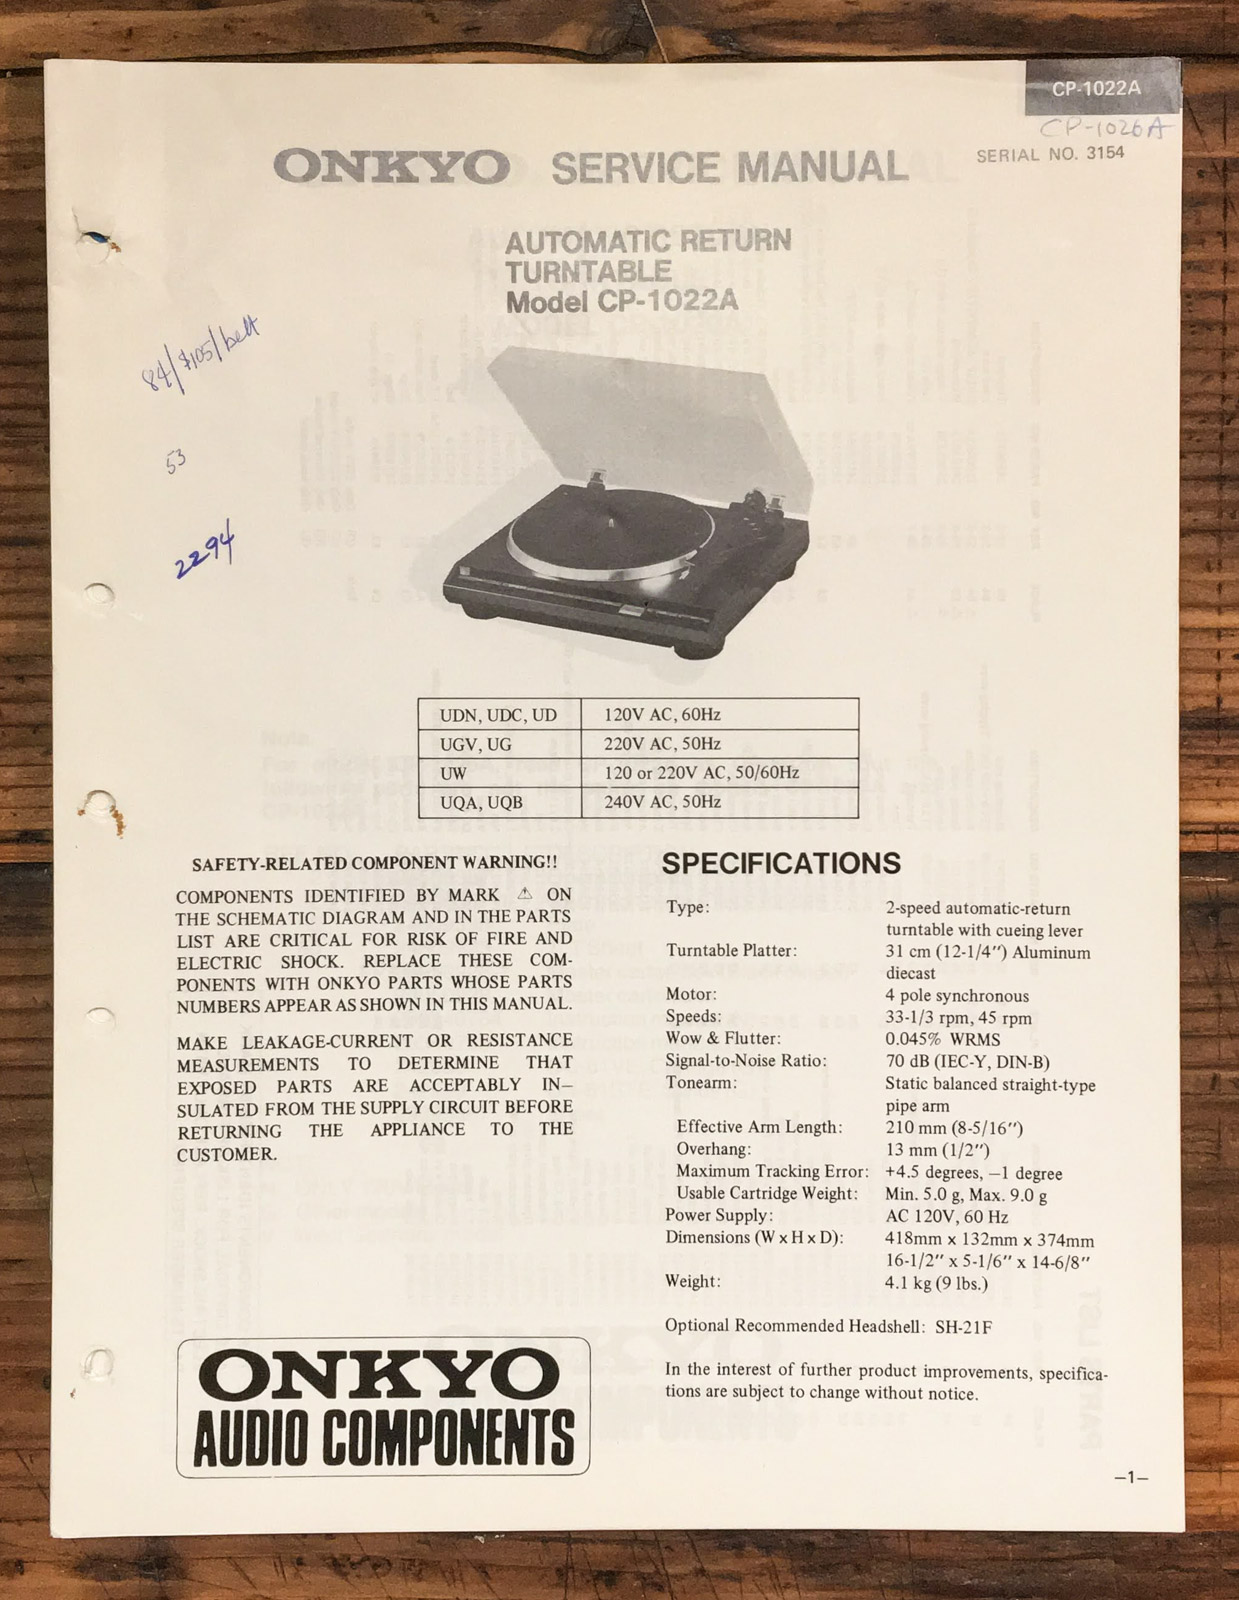 CP-1022A
CP-1026A
SERIAL NO. 3154
ONKYO SERVICE MANUAL
AUTOMATIC RETURN
TURNTABLE
Model CP-1022A
84/$105/belt
53
2294
UDN, UDC, UD 120V AC, 60Hz
UGV, UG 220V AC, 50Hz
UW 120 or 220V AC, 50/60Hz
UQA, UQB 240V AC, 50Hz
SAFETY-RELATED COMPONENT WARNING!!
COMPONENTS IDENTIFIED BY MARK ⚠ ON
THE SCHEMATIC DIAGRAM AND IN THE PARTS
LIST ARE CRITICAL FOR RISK OF FIRE AND
ELECTRIC SHOCK. REPLACE THESE COM-
PONENTS WITH ONKYO PARTS WHOSE PARTS
NUMBERS APPEAR AS SHOWN IN THIS MANUAL.
MAKE LEAKAGE-CURRENT OR RESISTANCE
MEASUREMENTS TO DETERMINE THAT
EXPOSED PARTS ARE ACCEPTABLY IN–
SULATED FROM THE SUPPLY CIRCUIT BEFORE
RETURNING THE APPLIANCE TO THE
CUSTOMER.
ONKYO
AUDIO COMPONENTS
SPECIFICATIONS
Type: 2-speed automatic-return
turntable with cueing lever
Turntable Platter: 31 cm (12-1/4") Aluminum
diecast
Motor: 4 pole synchronous
Speeds: 33-1/3 rpm, 45 rpm
Wow & Flutter: 0.045% WRMS
Signal-to-Noise Ratio: 70 dB (IEC-Y, DIN-B)
Tonearm: Static balanced straight-type
pipe arm
Effective Arm Length: 210 mm (8-5/16")
Overhang: 13 mm (1/2")
Maximum Tracking Error: +4.5 degrees, –1 degree
Usable Cartridge Weight: Min. 5.0 g, Max. 9.0 g
Power Supply: AC 120V, 60 Hz
Dimensions (W x H x D): 418mm x 132mm x 374mm
16-1/2" x 5-1/6" x 14-6/8"
Weight: 4.1 kg (9 lbs.)
Optional Recommended Headshell: SH-21F
In the interest of further product improvements, specifica-
tions are subject to change without notice.
–1–